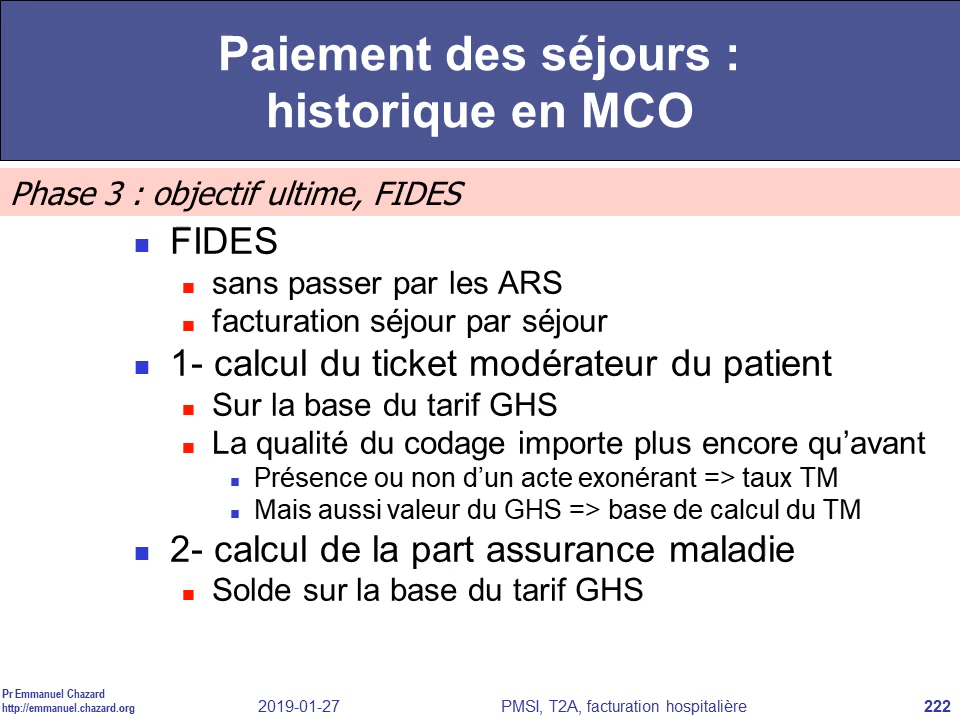 Paiement des séjours :
historique en MCO
Phase 3 : objectif ultime, FIDES
FIDES
sans passer par les ARS
facturation séjour par séjour
1- calcul du ticket modérateur du patient
Sur la base du tarif GHS
La qualité du codage importe plus encore qu’avant
Présence ou non d’un acte exonérant => taux TM
Mais aussi valeur du GHS => base de calcul du TM
2- calcul de la part assurance maladie
Solde sur la base du tarif GHS
Pr Emmanuel Chazard
http://emmanuel.chazard.org
2019-01-27
PMSI, T2A, facturation hospitalière
222